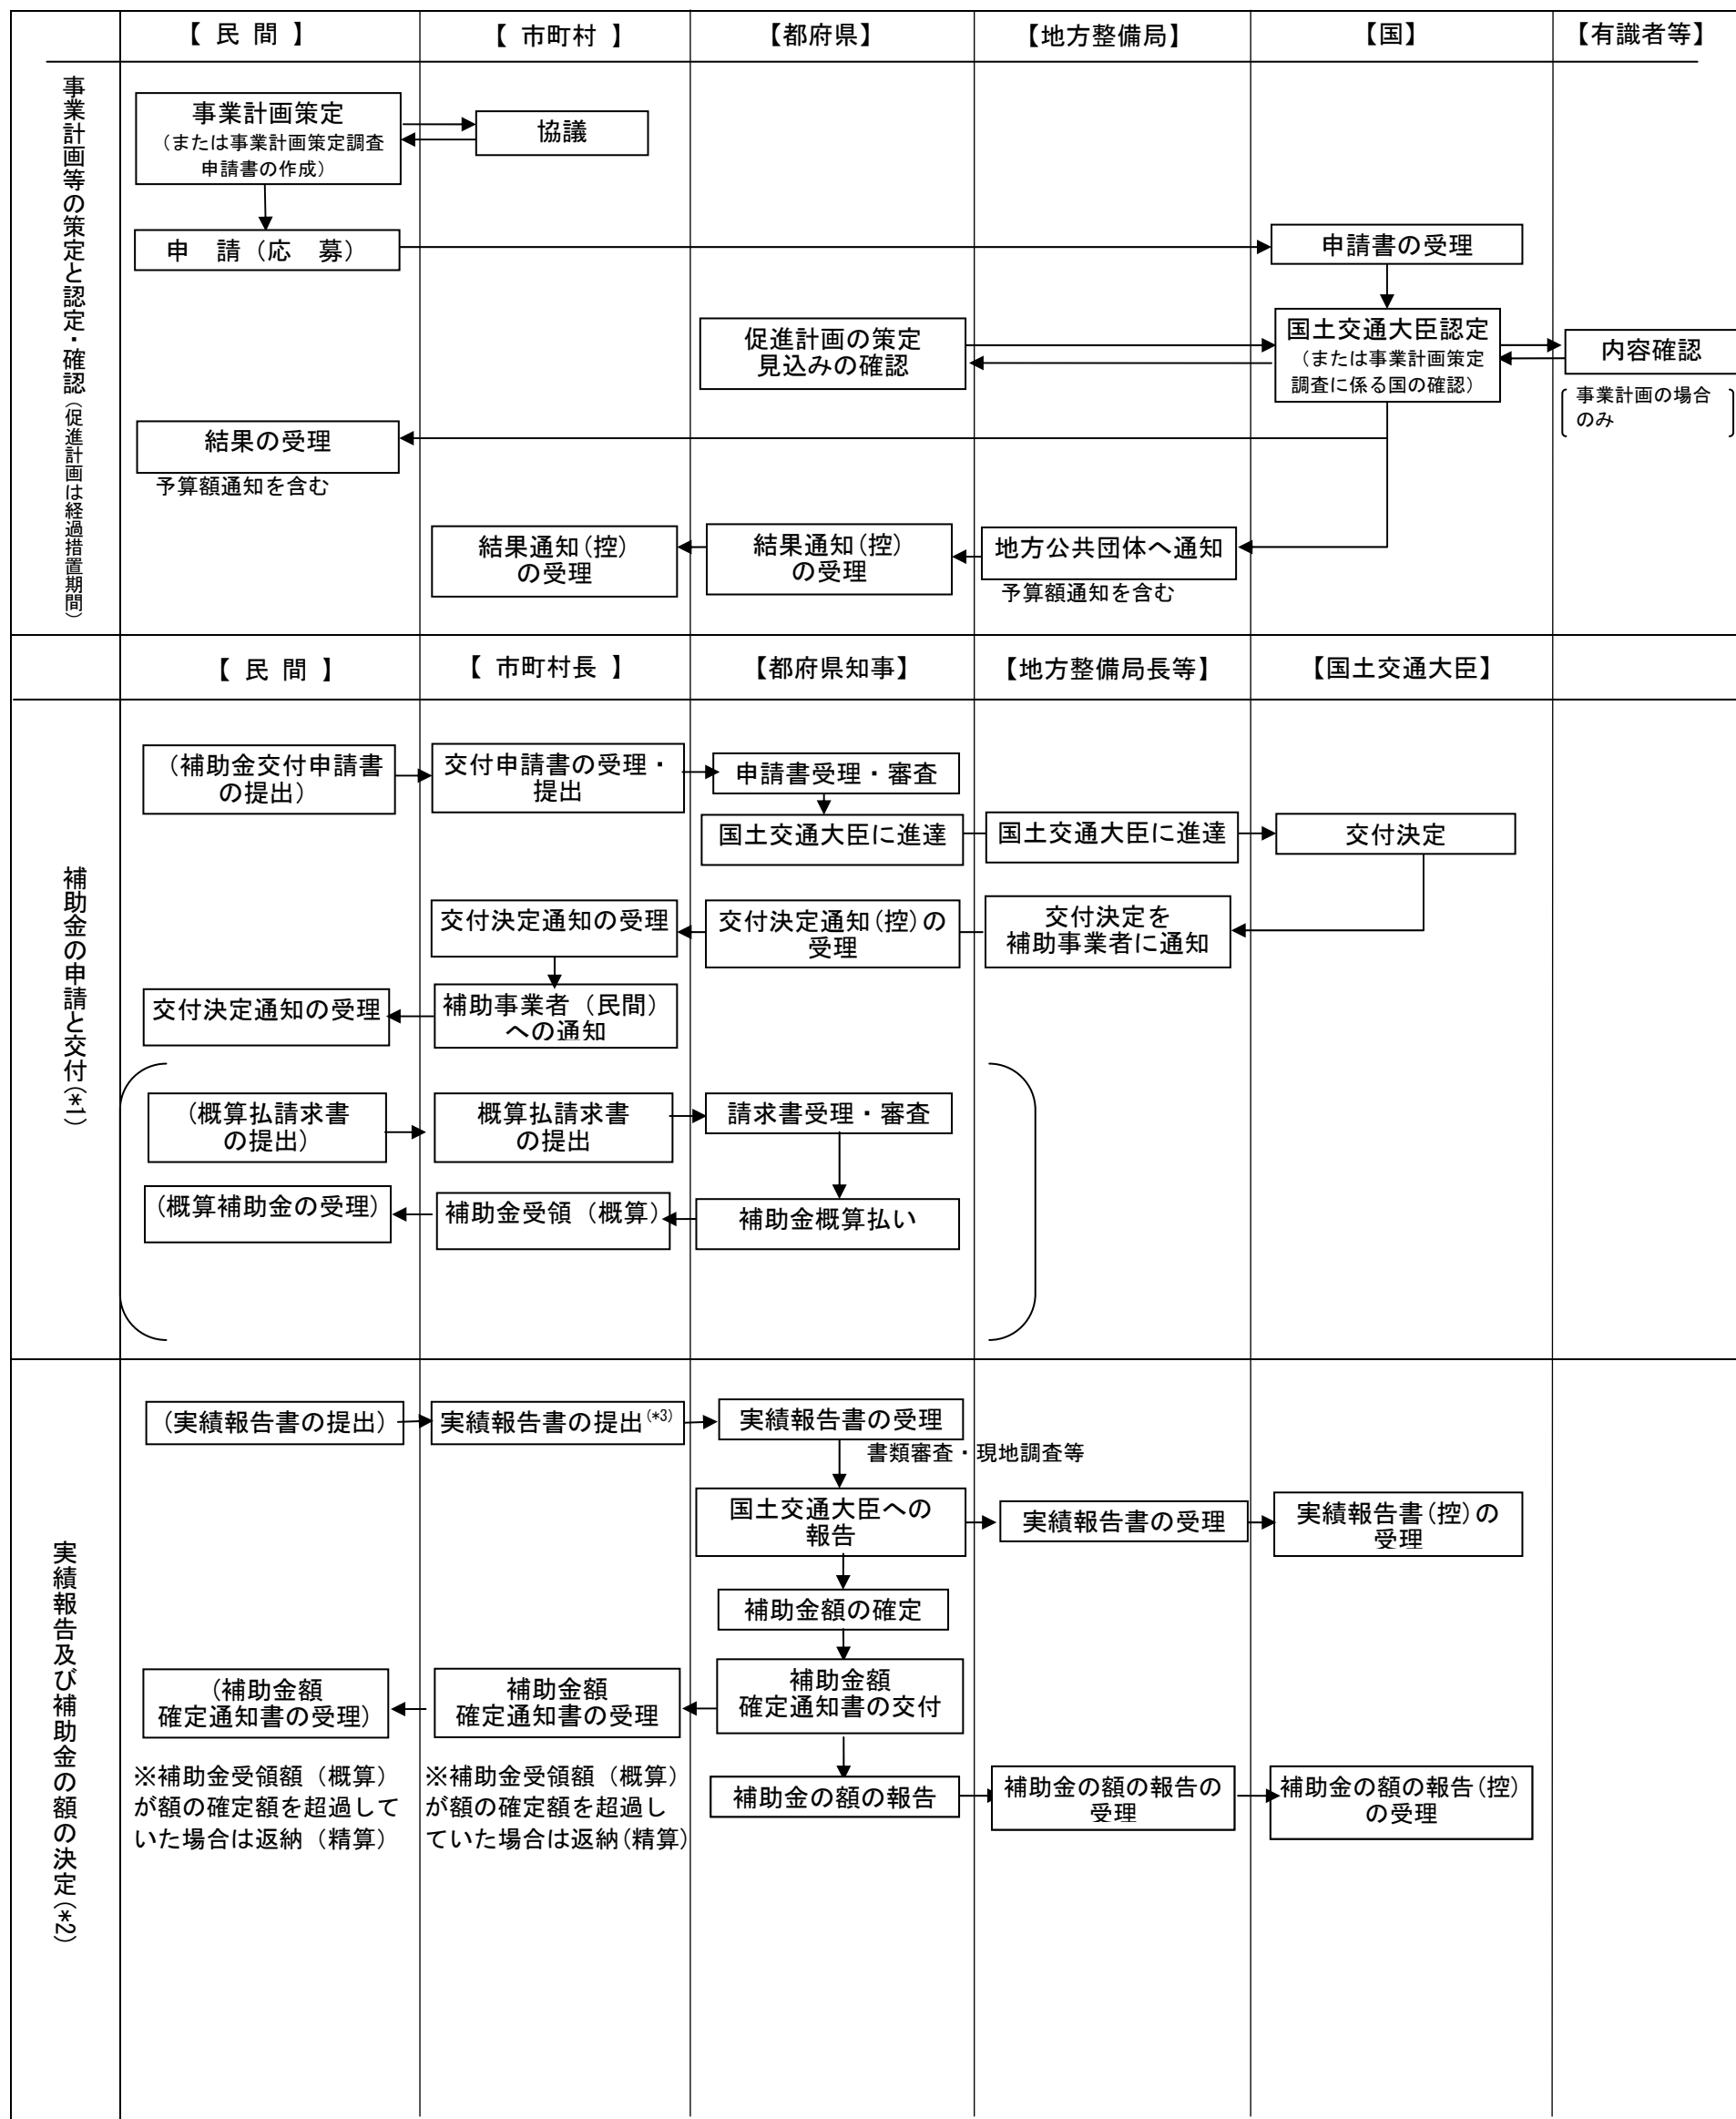 【 民 間 】
【 市町村 】
【都府県】
【地方整備局】
【国】
【有識者等】
事業計画等の策定と認定・確認（促進計画は経過措置期間）
事業計画策定
（または事業計画策定調査
申請書の作成）
協議
申　請（応　募）
申請書の受理
促進計画の策定
見込みの確認
国土交通大臣認定
（または事業計画策定
調査に係る国の確認）
内容確認
事業計画の場合
のみ
結果の受理
予算額通知を含む
結果通知(控)
の受理
結果通知(控)
の受理
地方公共団体へ通知
予算額通知を含む
【 民 間 】
【 市町村長 】
【都府県知事】
【地方整備局長等】
【国土交通大臣】
補助金の申請と交付(*1)
（補助金交付申請書
の提出）
交付申請書の受理・
提出
申請書受理・審査
国土交通大臣に進達
国土交通大臣に進達
交付決定
交付決定通知の受理
交付決定通知(控)の
受理
交付決定を
補助事業者に通知
交付決定通知の受理
補助事業者（民間）
への通知
（概算払請求書
の提出）
概算払請求書
の提出
請求書受理・審査
(概算補助金の受理)
補助金受領（概算）
補助金概算払い
実績報告及び補助金の額の決定(*2)
（実績報告書の提出）
実績報告書の提出(*3)
実績報告書の受理
書類審査・現地調査等
国土交通大臣への
報告
実績報告書の受理
実績報告書(控)の
受理
補助金額の確定
（補助金額
確定通知書の受理）
補助金額
確定通知書の受理
補助金額
確定通知書の交付
※補助金受領額（概算）
が額の確定額を超過して
いた場合は返納（精算）
※補助金受領額（概算）
が額の確定額を超過し
ていた場合は返納(精算)
補助金の額の報告
補助金の額の報告の
受理
補助金の額の報告(控)
の受理